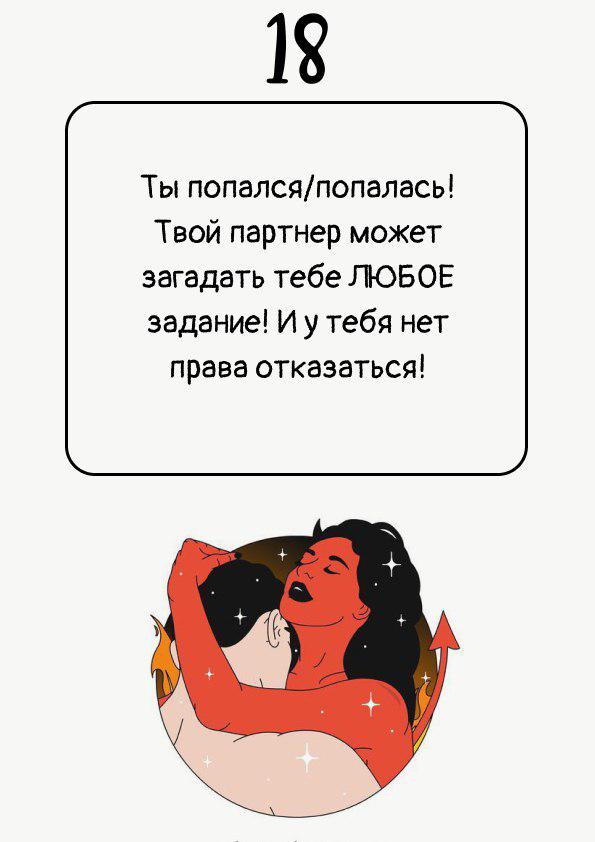 18
Ты попался/попалась!
Твой партнер может
загадать тебе ЛЮБОЕ
задание! И у тебя нет
права отказаться!